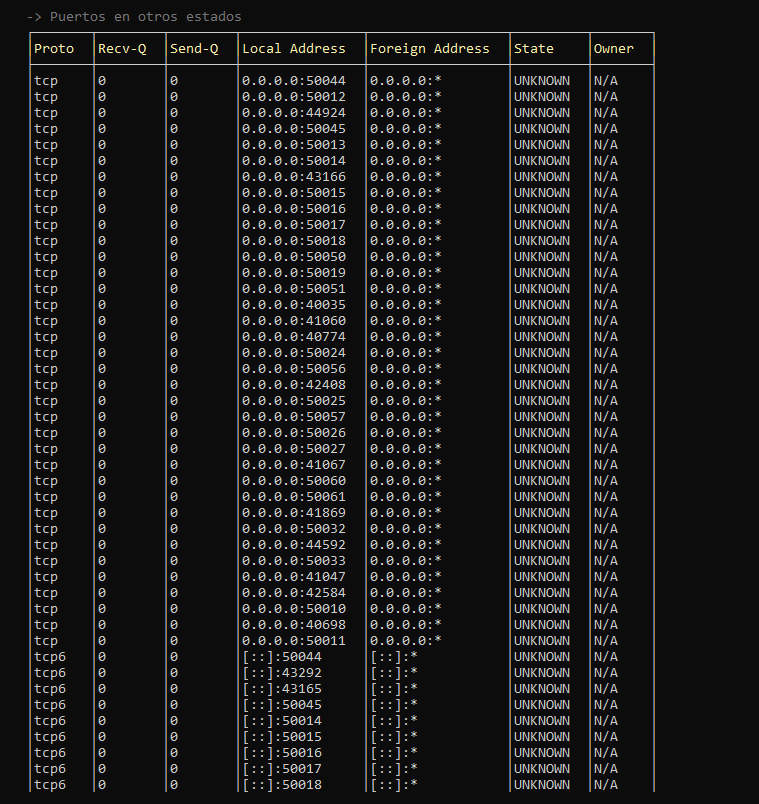 -> Puertos en otros estados
Proto Recv-Q Send-Q Local Address Foreign Address State Owner
tcp 0 0 0.0.0.0:50044 0.0.0.0:* UNKNOWN N/A
tcp 0 0 0.0.0.0:50012 0.0.0.0:* UNKNOWN N/A
tcp 0 0 0.0.0.0:44924 0.0.0.0:* UNKNOWN N/A
tcp 0 0 0.0.0.0:50045 0.0.0.0:* UNKNOWN N/A
tcp 0 0 0.0.0.0:50013 0.0.0.0:* UNKNOWN N/A
tcp 0 0 0.0.0.0:50014 0.0.0.0:* UNKNOWN N/A
tcp 0 0 0.0.0.0:43166 0.0.0.0:* UNKNOWN N/A
tcp 0 0 0.0.0.0:50015 0.0.0.0:* UNKNOWN N/A
tcp 0 0 0.0.0.0:50016 0.0.0.0:* UNKNOWN N/A
tcp 0 0 0.0.0.0:50017 0.0.0.0:* UNKNOWN N/A
tcp 0 0 0.0.0.0:50018 0.0.0.0:* UNKNOWN N/A
tcp 0 0 0.0.0.0:50050 0.0.0.0:* UNKNOWN N/A
tcp 0 0 0.0.0.0:50019 0.0.0.0:* UNKNOWN N/A
tcp 0 0 0.0.0.0:50051 0.0.0.0:* UNKNOWN N/A
tcp 0 0 0.0.0.0:40035 0.0.0.0:* UNKNOWN N/A
tcp 0 0 0.0.0.0:41060 0.0.0.0:* UNKNOWN N/A
tcp 0 0 0.0.0.0:40774 0.0.0.0:* UNKNOWN N/A
tcp 0 0 0.0.0.0:50024 0.0.0.0:* UNKNOWN N/A
tcp 0 0 0.0.0.0:50056 0.0.0.0:* UNKNOWN N/A
tcp 0 0 0.0.0.0:42408 0.0.0.0:* UNKNOWN N/A
tcp 0 0 0.0.0.0:50025 0.0.0.0:* UNKNOWN N/A
tcp 0 0 0.0.0.0:50057 0.0.0.0:* UNKNOWN N/A
tcp 0 0 0.0.0.0:50026 0.0.0.0:* UNKNOWN N/A
tcp 0 0 0.0.0.0:50027 0.0.0.0:* UNKNOWN N/A
tcp 0 0 0.0.0.0:41067 0.0.0.0:* UNKNOWN N/A
tcp 0 0 0.0.0.0:50060 0.0.0.0:* UNKNOWN N/A
tcp 0 0 0.0.0.0:50061 0.0.0.0:* UNKNOWN N/A
tcp 0 0 0.0.0.0:41869 0.0.0.0:* UNKNOWN N/A
tcp 0 0 0.0.0.0:50032 0.0.0.0:* UNKNOWN N/A
tcp 0 0 0.0.0.0:44592 0.0.0.0:* UNKNOWN N/A
tcp 0 0 0.0.0.0:50033 0.0.0.0:* UNKNOWN N/A
tcp 0 0 0.0.0.0:41047 0.0.0.0:* UNKNOWN N/A
tcp 0 0 0.0.0.0:42584 0.0.0.0:* UNKNOWN N/A
tcp 0 0 0.0.0.0:50010 0.0.0.0:* UNKNOWN N/A
tcp 0 0 0.0.0.0:40698 0.0.0.0:* UNKNOWN N/A
tcp 0 0 0.0.0.0:50011 0.0.0.0:* UNKNOWN N/A
tcp6 0 0 [::]:50044 [::]:* UNKNOWN N/A
tcp6 0 0 [::]:43292 [::]:* UNKNOWN N/A
tcp6 0 0 [::]:43165 [::]:* UNKNOWN N/A
tcp6 0 0 [::]:50045 [::]:* UNKNOWN N/A
tcp6 0 0 [::]:50014 [::]:* UNKNOWN N/A
tcp6 0 0 [::]:50015 [::]:* UNKNOWN N/A
tcp6 0 0 [::]:50016 [::]:* UNKNOWN N/A
tcp6 0 0 [::]:50017 [::]:* UNKNOWN N/A
tcp6 0 0 [::]:50018 [::]:* UNKNOWN N/A